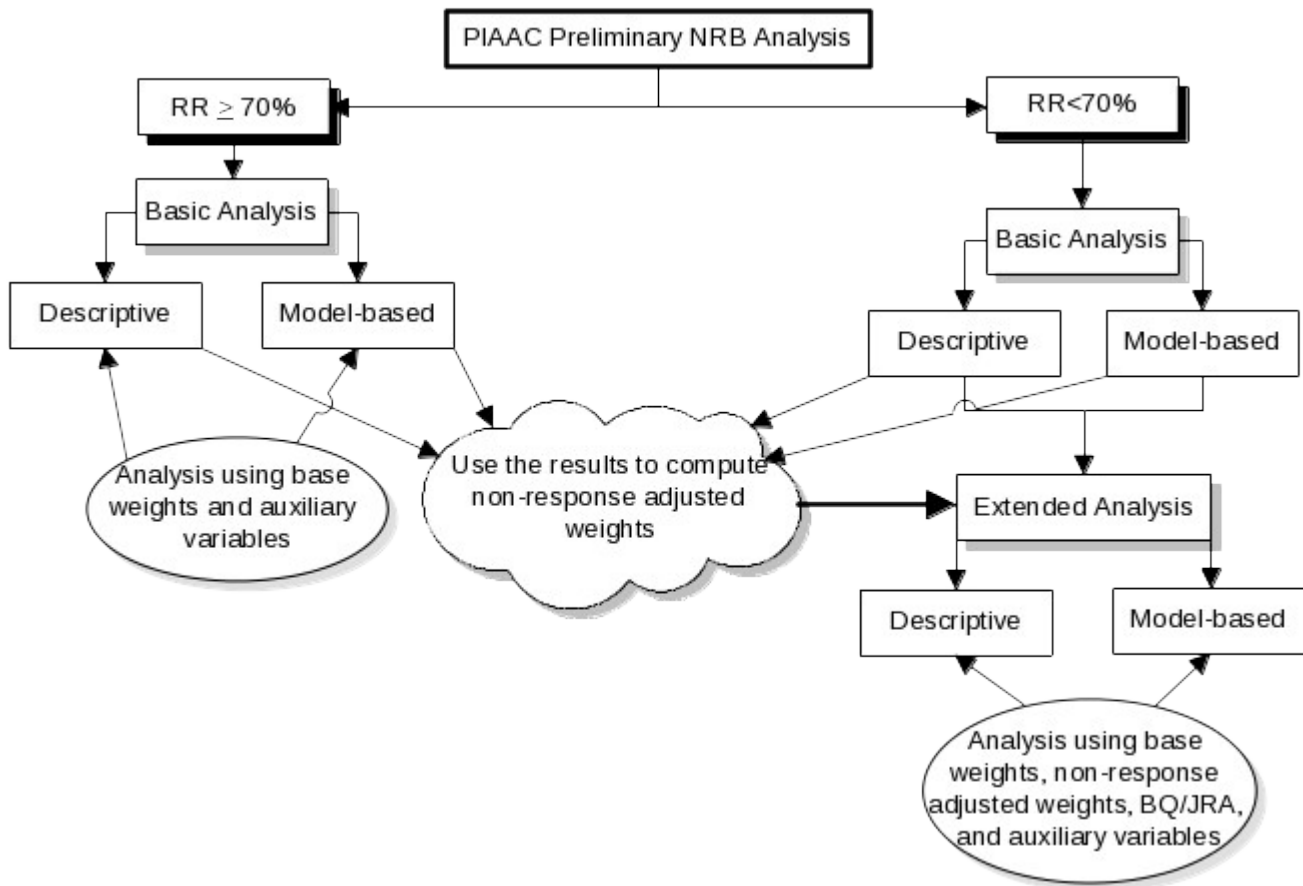 PIAAC Preliminary NRB Analysis
RR ≥ 70%
RR<70%
Basic Analysis
Descriptive
Model-based
Analysis using base
weights and auxiliary
variables
Use the results to compute
non-response adjusted
weights
Basic Analysis
Descriptive
Model-based
Extended Analysis
Descriptive
Model-based
Analysis using base
weights, non-response
adjusted weights, BQ/JRA,
and auxiliary variables